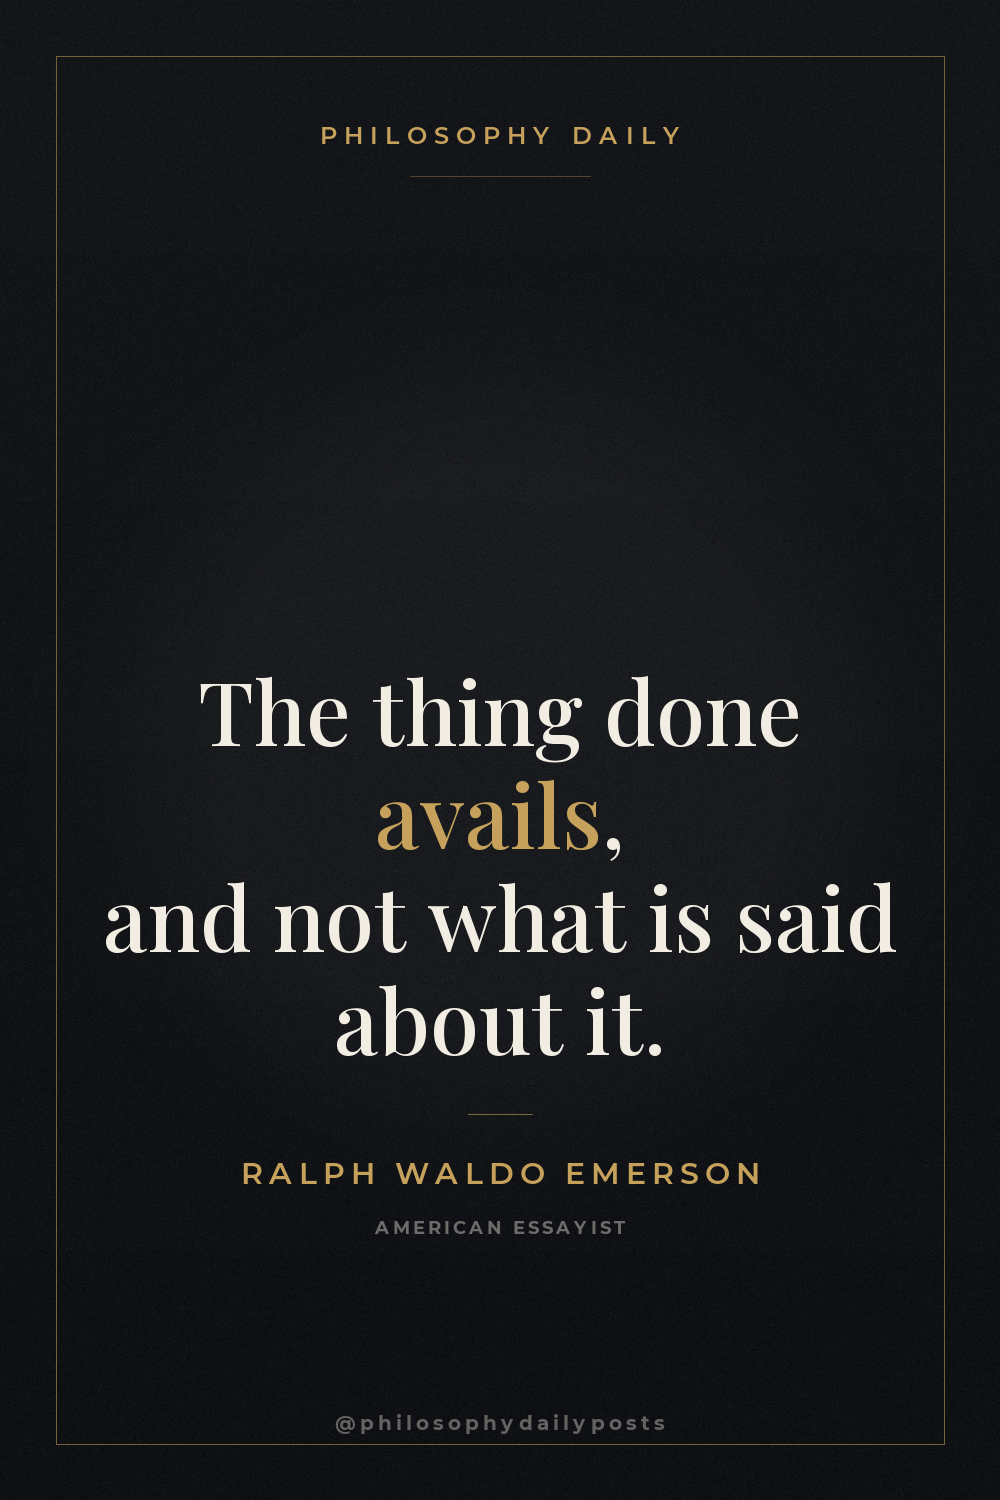 PHILOSOPHY DAILY
The thing done
avails,
and not what is said
about it.
RALPH WALDO EMERSON
AMERICAN ESSAYIST
@philosophydailyposts